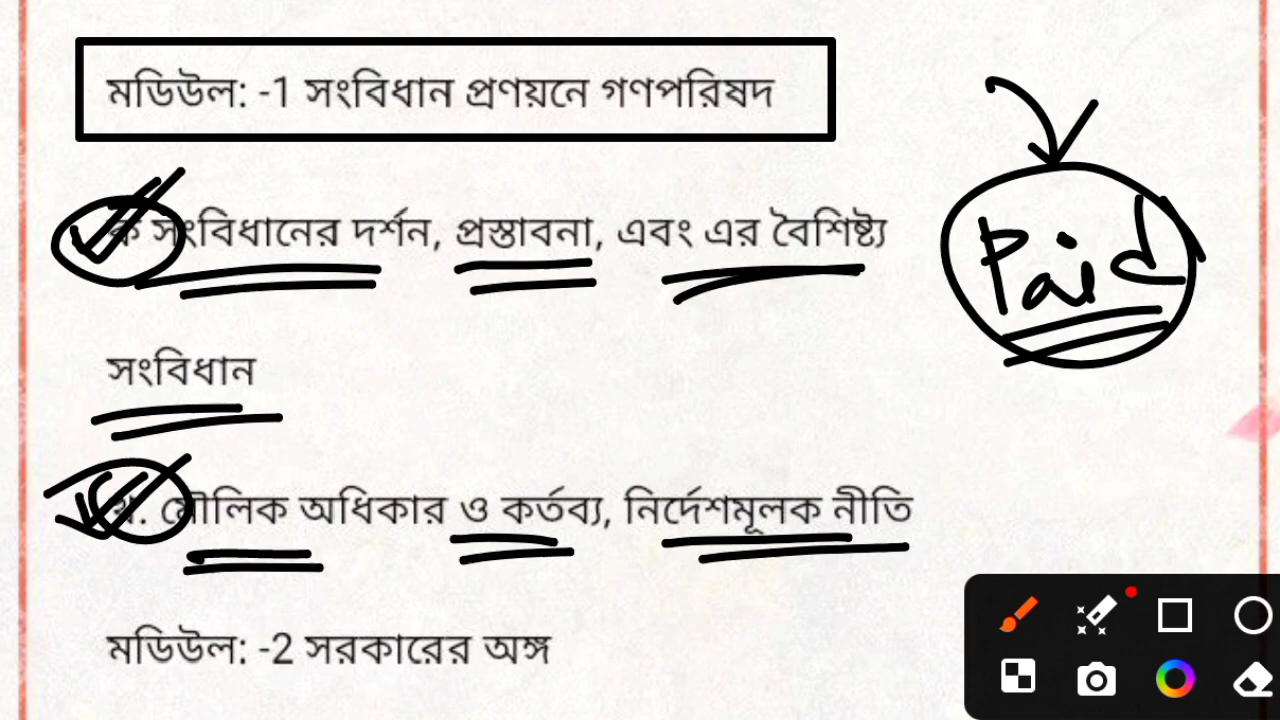 মডিউল: -1 সংবিধান প্রণয়নে গণপরিষদ
ক সংবিধানের দর্শন, প্রস্তাবনা, এবং এর বৈশিষ্ট্য
Paid
সংবিধান
খ. মৌলিক অধিকার ও কর্তব্য, নির্দেশমূলক নীতি
মডিউল: -2 সরকারের অঙ্গ